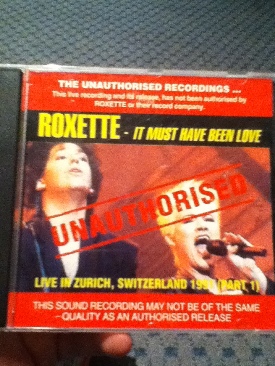 THE UNAUTHORISED RECORDINGS ...
This live recording and its release, has not been authorised by
ROXETTE or their record company.
ROXETTE - IT MUST HAVE BEEN LOVE
UNAUTHORISED
LIVE IN ZURICH, SWITZERLAND 1991 (PART 1)
THIS SOUND RECORDING MAY NOT BE OF THE SAME
QUALITY AS AN AUTHORISED RELEASE